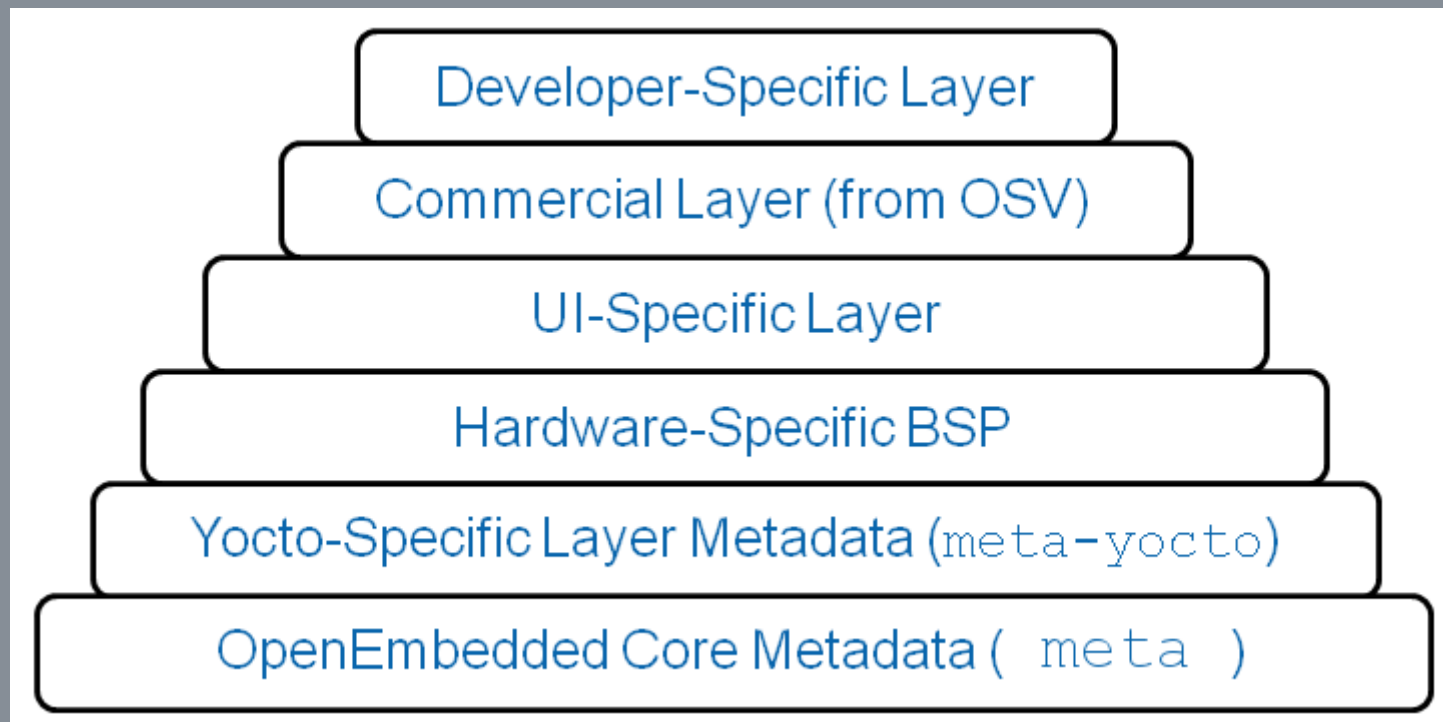 Developer-Specific Layer
Commercial Layer (from OSV)
UI-Specific Layer
Hardware-Specific BSP
Yocto-Specific Layer Metadata (meta-yocto)
OpenEmbedded Core Metadata ( meta )